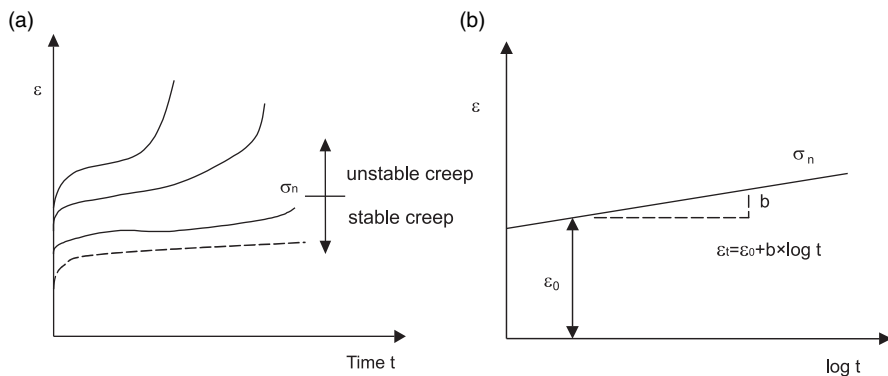 (a)
ε
σn
unstable creep
stable creep
Time t
(b)
ε
σn
b
εt=ε0+b×log t
ε0
log t